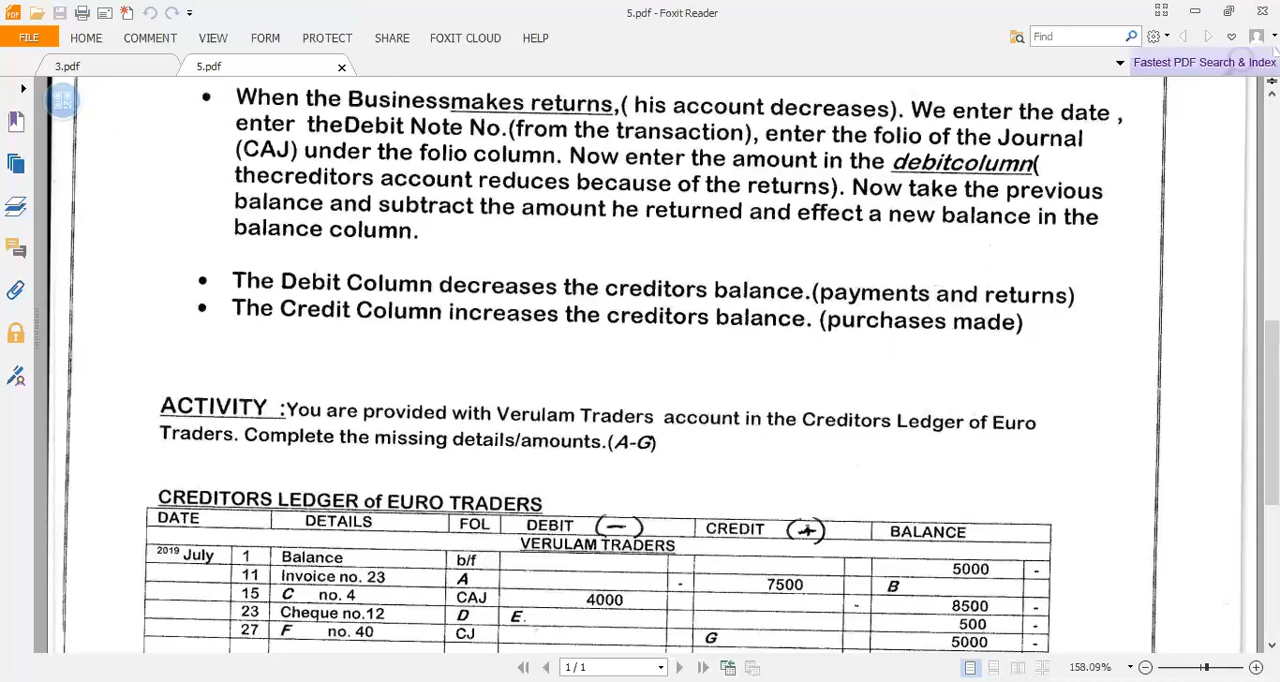 5.pdf - Foxit Reader
FILE HOME COMMENT VIEW FORM PROTECT SHARE FOXIT CLOUD HELP
Find
3.pdf 5.pdf
Fastest PDF Search & Index
• When the Businessmakes returns,( his account decreases). We enter the date ,
enter theDebit Note No.(from the transaction), enter the folio of the Journal
(CAJ) under the folio column. Now enter the amount in the debitcolumn(
thecreditors account reduces because of the returns). Now take the previous
balance and subtract the amount he returned and effect a new balance in the
balance column.
• The Debit Column decreases the creditors balance.(payments and returns)
• The Credit Column increases the creditors balance. (purchases made)
ACTIVITY :You are provided with Verulam Traders account in the Creditors Ledger of Euro
Traders. Complete the missing details/amounts.(A-G)
CREDITORS LEDGER of EURO TRADERS
DATE DETAILS FOL DEBIT (-) CREDIT (+) BALANCE
VERULAM TRADERS
2019 July 1 Balance b/f 5000 -
11 Invoice no. 23 A - 7500 B
15 C no. 4 CAJ 4000 - 8500 -
23 Cheque no.12 D E. 500 -
27 F no. 40 CJ G 5000 -
1 / 1 158.09%